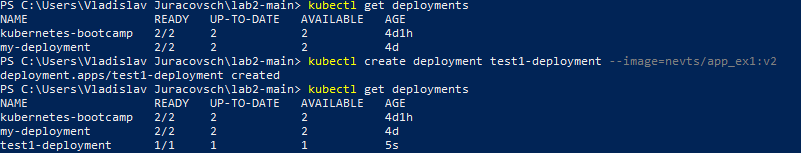 PS C:\Users\Vladislav Juracovsch\lab2-main> kubectl get deployments
NAME READY UP-TO-DATE AVAILABLE AGE
kubernetes-bootcamp 2/2 2 2 4d1h
my-deployment 2/2 2 2 4d
PS C:\Users\Vladislav Juracovsch\lab2-main> kubectl create deployment test1-deployment --image=nevts/app_ex1:v2
deployment.apps/test1-deployment created
PS C:\Users\Vladislav Juracovsch\lab2-main> kubectl get deployments
NAME READY UP-TO-DATE AVAILABLE AGE
kubernetes-bootcamp 2/2 2 2 4d1h
my-deployment 2/2 2 2 4d
test1-deployment 1/1 1 1 5s